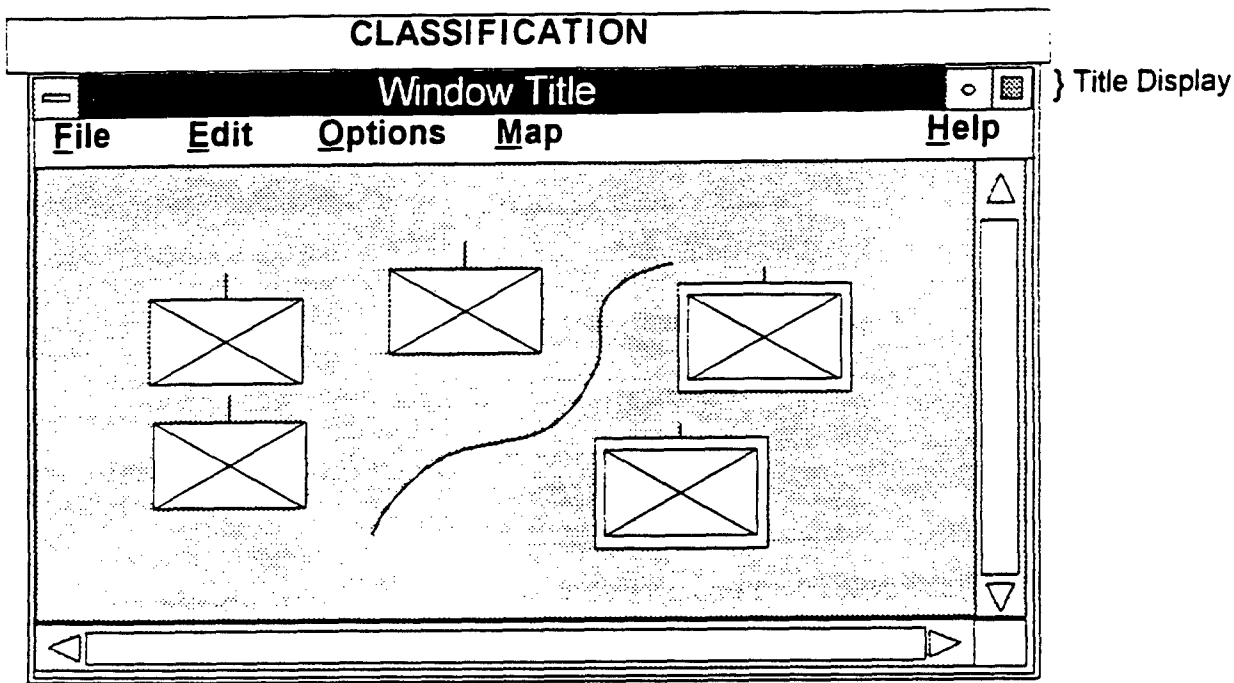 CLASSIFICATION
Window Title
} Title Display
File Edit Options Map Help